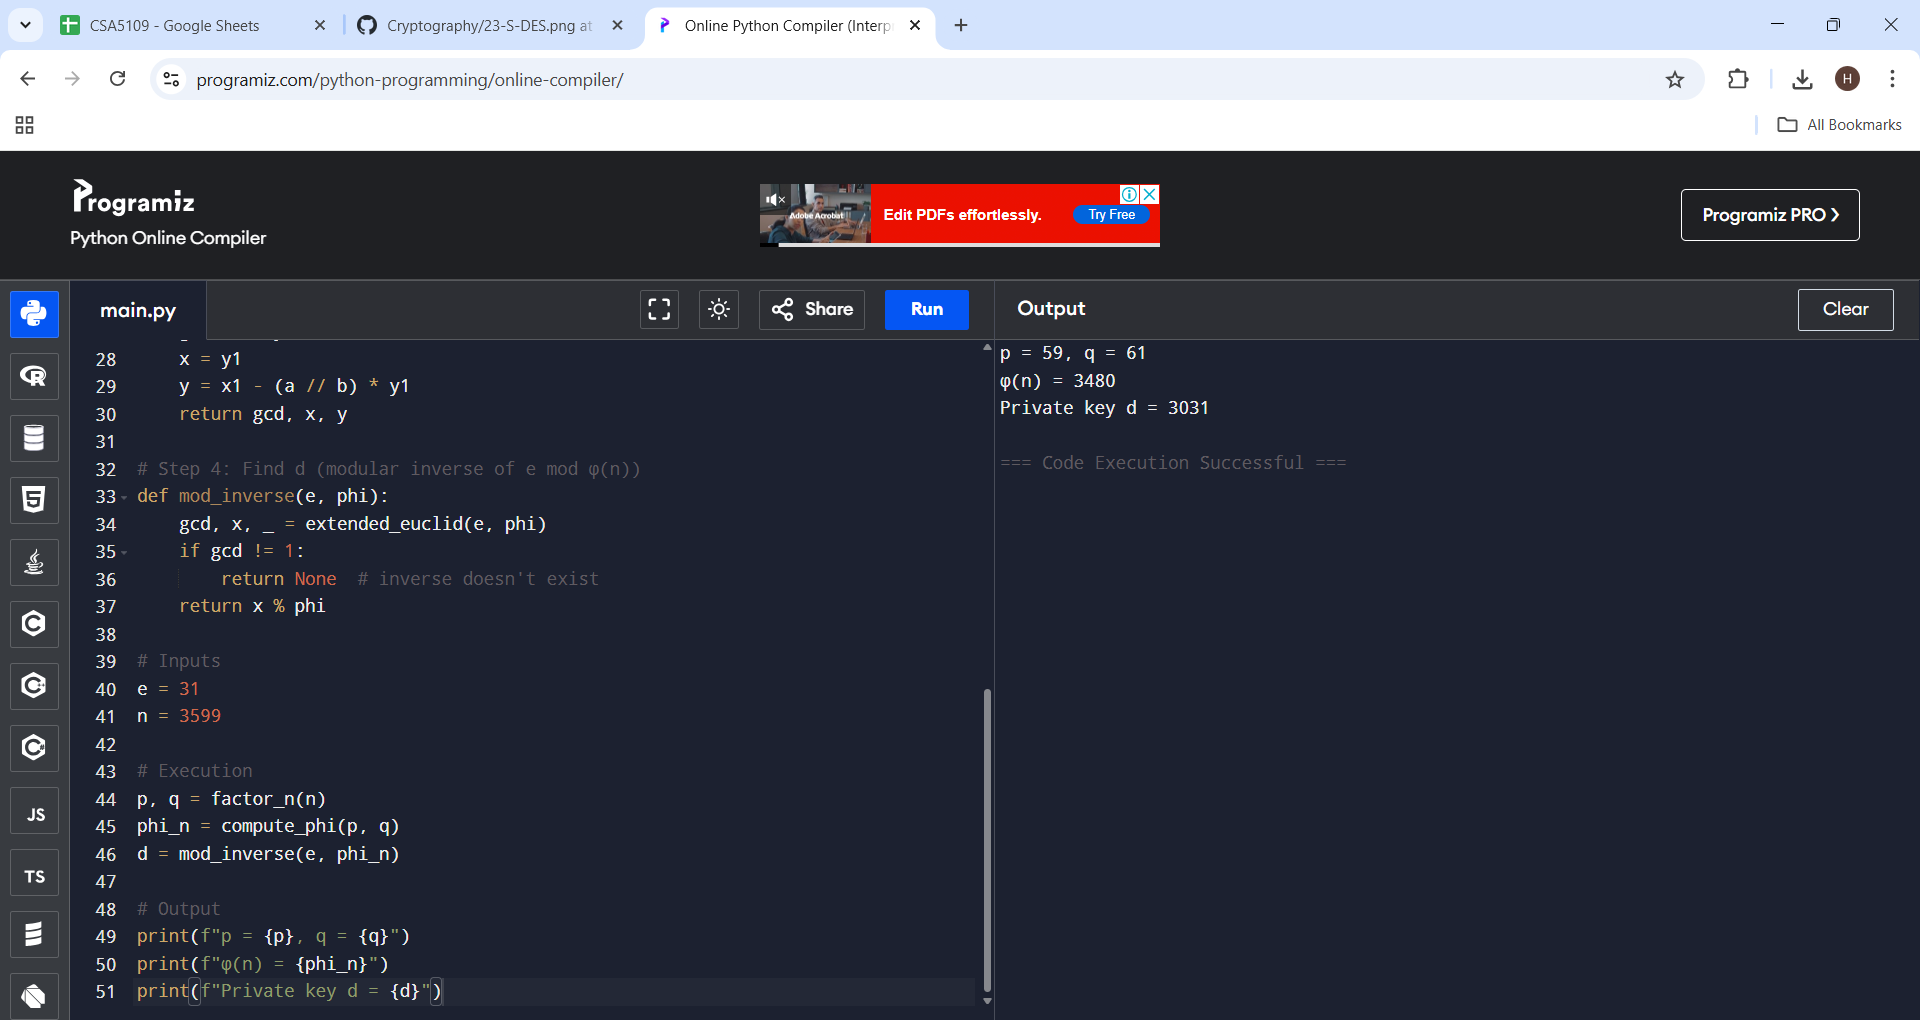 CSA5109 - Google Sheets
Cryptography/23-S-DES.png at
Online Python Compiler (Interp
programiz.com/python-programming/online-compiler/
H
All Bookmarks
Programiz
Python Online Compiler
Adobe Acrobat
Edit PDFs effortlessly.
Try Free
Programiz PRO
main.py
Share
Run
Output
Clear
28 x = y1
29 y = x1 - (a // b) * y1
30 return gcd, x, y
31
32 # Step 4: Find d (modular inverse of e mod φ(n))
33 def mod_inverse(e, phi):
34 gcd, x, _ = extended_euclid(e, phi)
35 if gcd != 1:
36 return None  # inverse doesn't exist
37 return x % phi
38
39 # Inputs
40 e = 31
41 n = 3599
42
43 # Execution
44 p, q = factor_n(n)
45 phi_n = compute_phi(p, q)
46 d = mod_inverse(e, phi_n)
47
48 # Output
49 print(f"p = {p}, q = {q}")
50 print(f"φ(n) = {phi_n}")
51 print(f"Private key d = {d}")
p = 59, q = 61
φ(n) = 3480
Private key d = 3031
=== Code Execution Successful ===
R
5
C
C
C
JS
TS